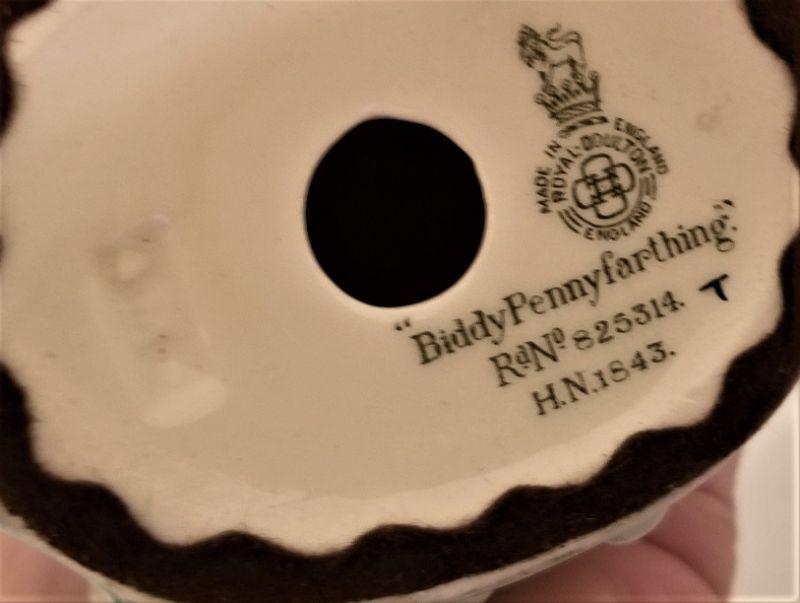 MADE IN ENGLAND
ROYAL·DOULTON
ENGLAND
"Biddy Pennyfarthing".
RdNo 825314.
T
H.N.1843.